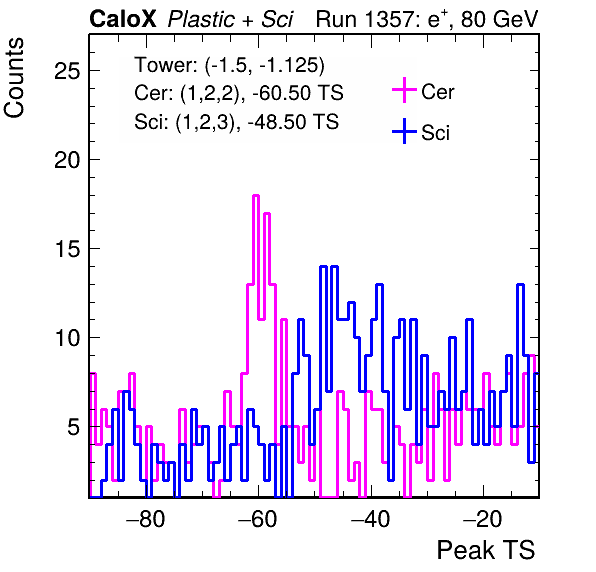 CaloX Plastic + Sci Run 1357: e⁺, 80 GeV
Tower: (-1.5, -1.125)
Cer: (1,2,2), -60.50 TS
Sci: (1,2,3), -48.50 TS
Cer
Sci
Counts
25
20
15
10
5
−80 −60 −40 −20
Peak TS